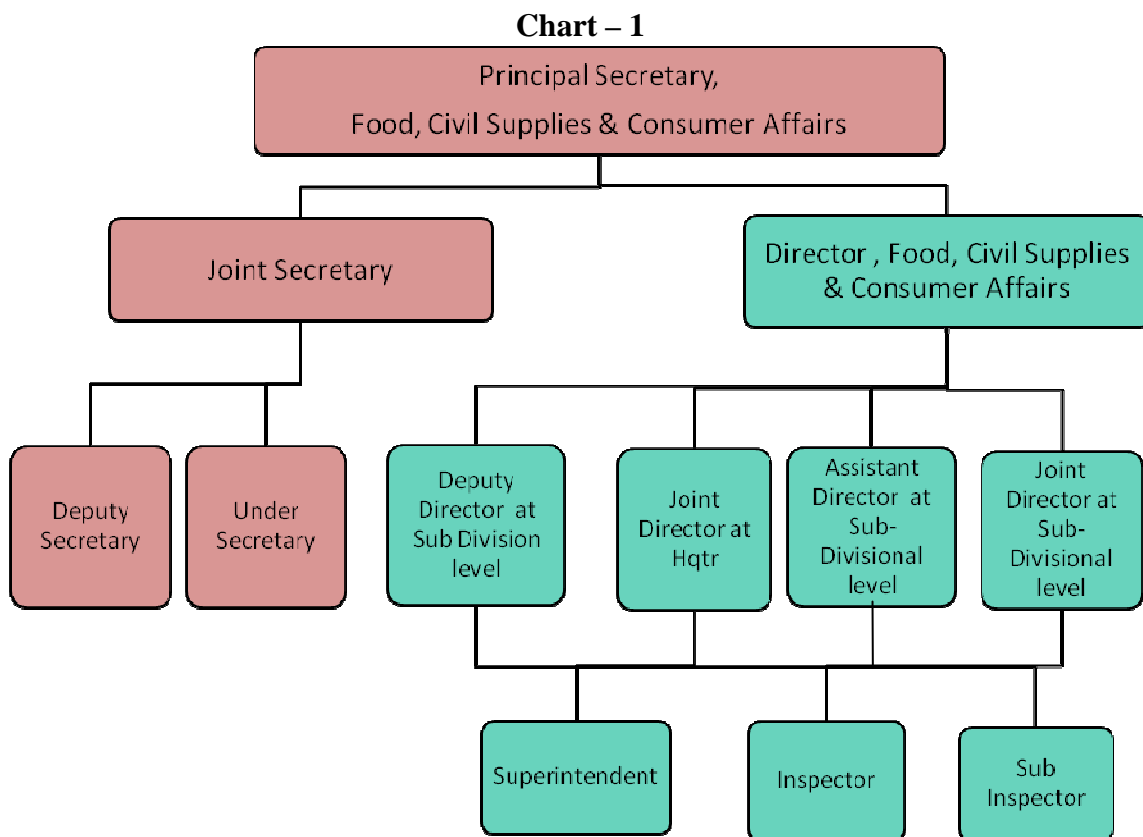 Chart – 1
Principal Secretary,
Food, Civil Supplies & Consumer Affairs
Joint Secretary
Director , Food, Civil Supplies
& Consumer Affairs
Deputy
Secretary
Under
Secretary
Deputy
Director at
Sub Division
level
Joint
Director at
Hqtr
Assistant
Director at
Sub-
Divisional
level
Joint
Director at
Sub-
Divisional
level
Superintendent
Inspector
Sub
Inspector